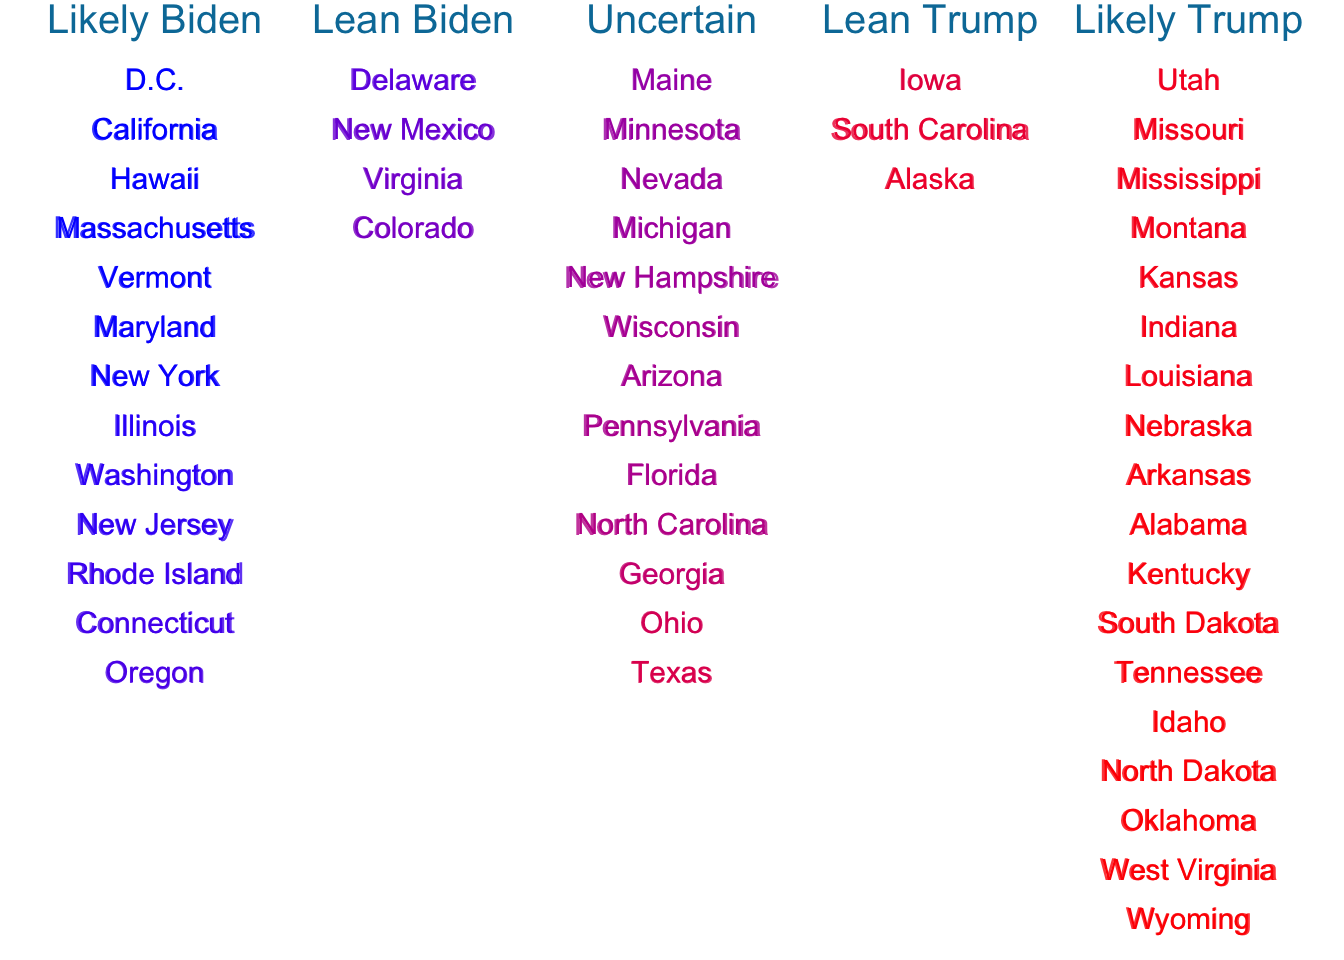 Likely Biden Lean Biden Uncertain Lean Trump Likely Trump
D.C. Delaware Maine Iowa Utah
California New Mexico Minnesota South Carolina Missouri
Hawaii Virginia Nevada Alaska Mississippi
Massachusetts Colorado Michigan Montana
Vermont New Hampshire Kansas
Maryland Wisconsin Indiana
New York Arizona Louisiana
Illinois Pennsylvania Nebraska
Washington Florida Arkansas
New Jersey North Carolina Alabama
Rhode Island Georgia Kentucky
Connecticut Ohio South Dakota
Oregon Texas Tennessee
Idaho
North Dakota
Oklahoma
West Virginia
Wyoming